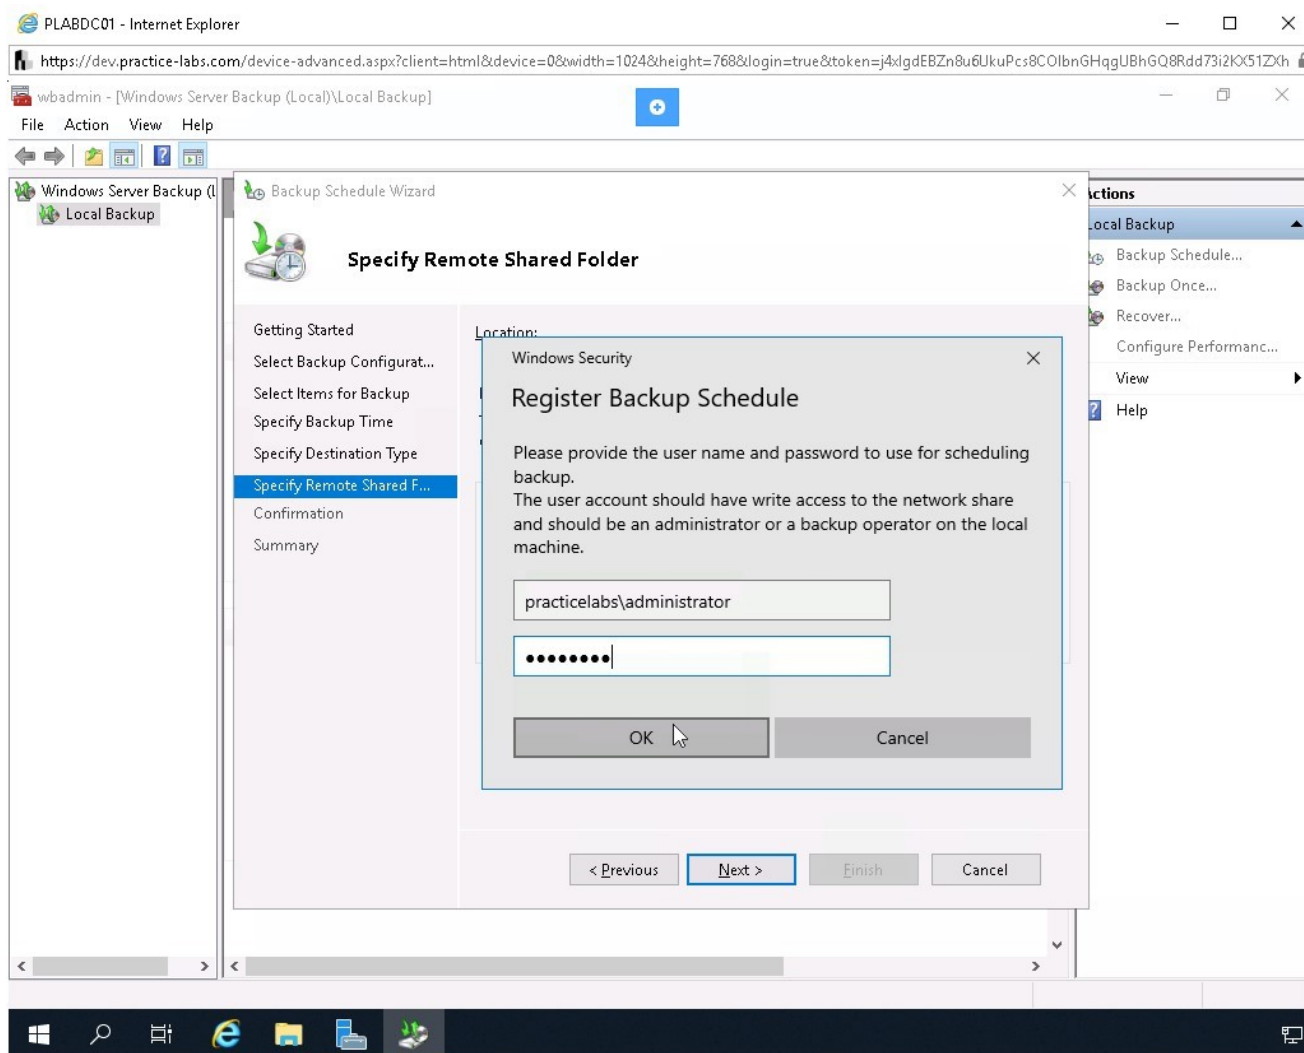 PLABDC01 - Internet Explorer
https://dev.practice-labs.com/device-advanced.aspx?client=html&device=0&width=1024&height=768&login=true&token=j4xlgdEBZn8u6UkuPcs8COlbnGHqgUBhGQ8Rdd73i2KX51ZXh
wbadmin - [Windows Server Backup (Local)\Local Backup]
File Action View Help
Windows Server Backup (L
Local Backup
Backup Schedule Wizard
Specify Remote Shared Folder
Getting Started
Select Backup Configurat...
Select Items for Backup
Specify Backup Time
Specify Destination Type
Specify Remote Shared F...
Confirmation
Summary
Location:
Windows Security
Register Backup Schedule
Please provide the user name and password to use for scheduling
backup.
The user account should have write access to the network share
and should be an administrator or a backup operator on the local
machine.
practicelabs\administrator
●●●●●●●●
OK Cancel
< Previous Next > Finish Cancel
Actions
Local Backup
Backup Schedule...
Backup Once...
Recover...
Configure Performanc...
View
Help